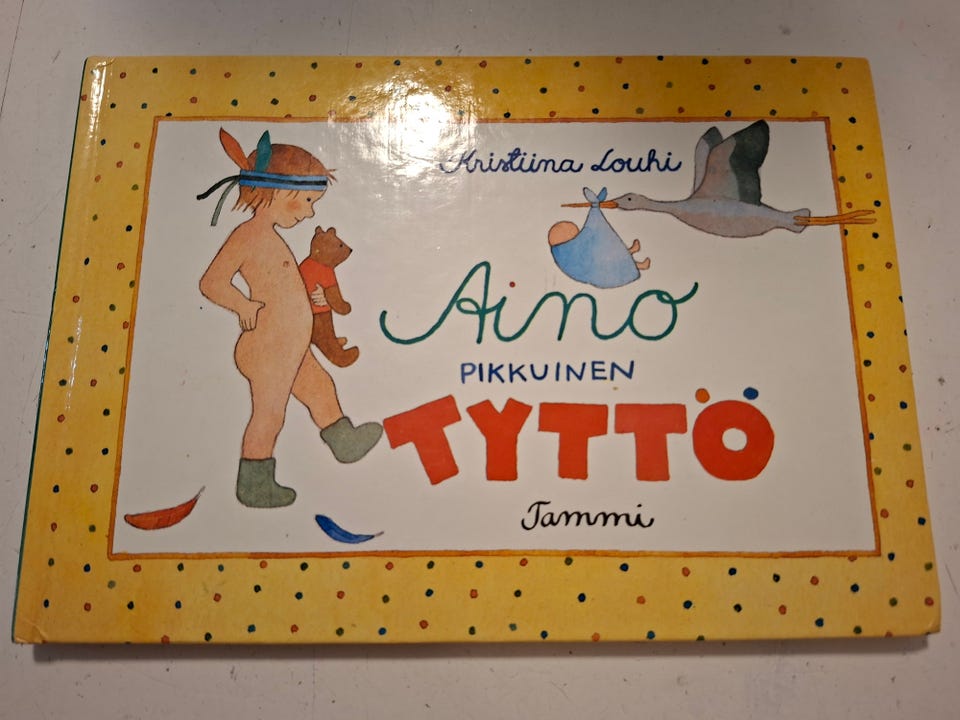 Kristiina Louhi
Aino
PIKKUINEN
TYTTÖ
Tammi